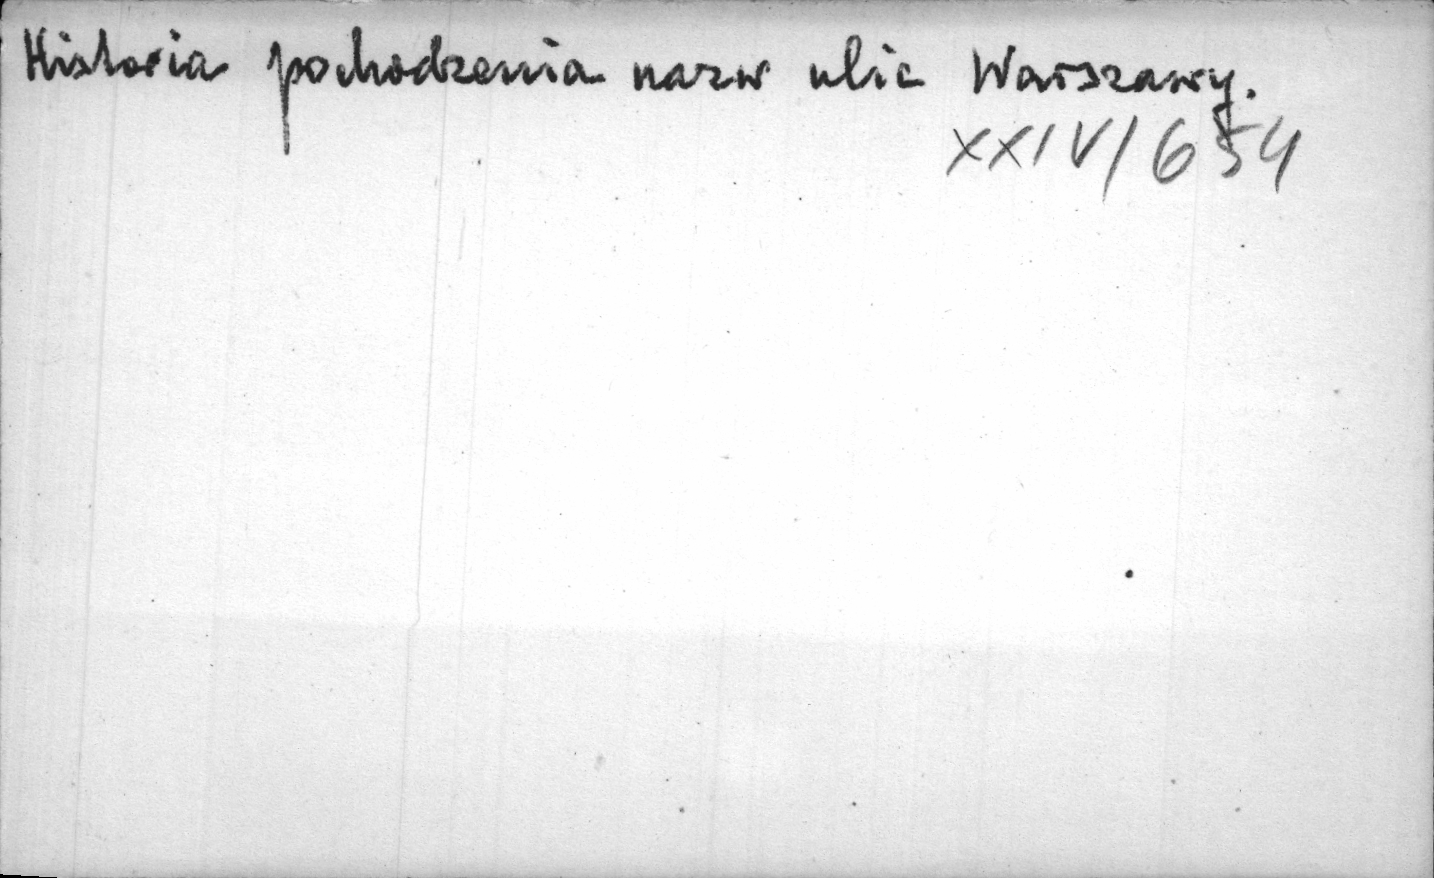 Historia pochodzenia nazw ulic Warszawy.
XXIV/654